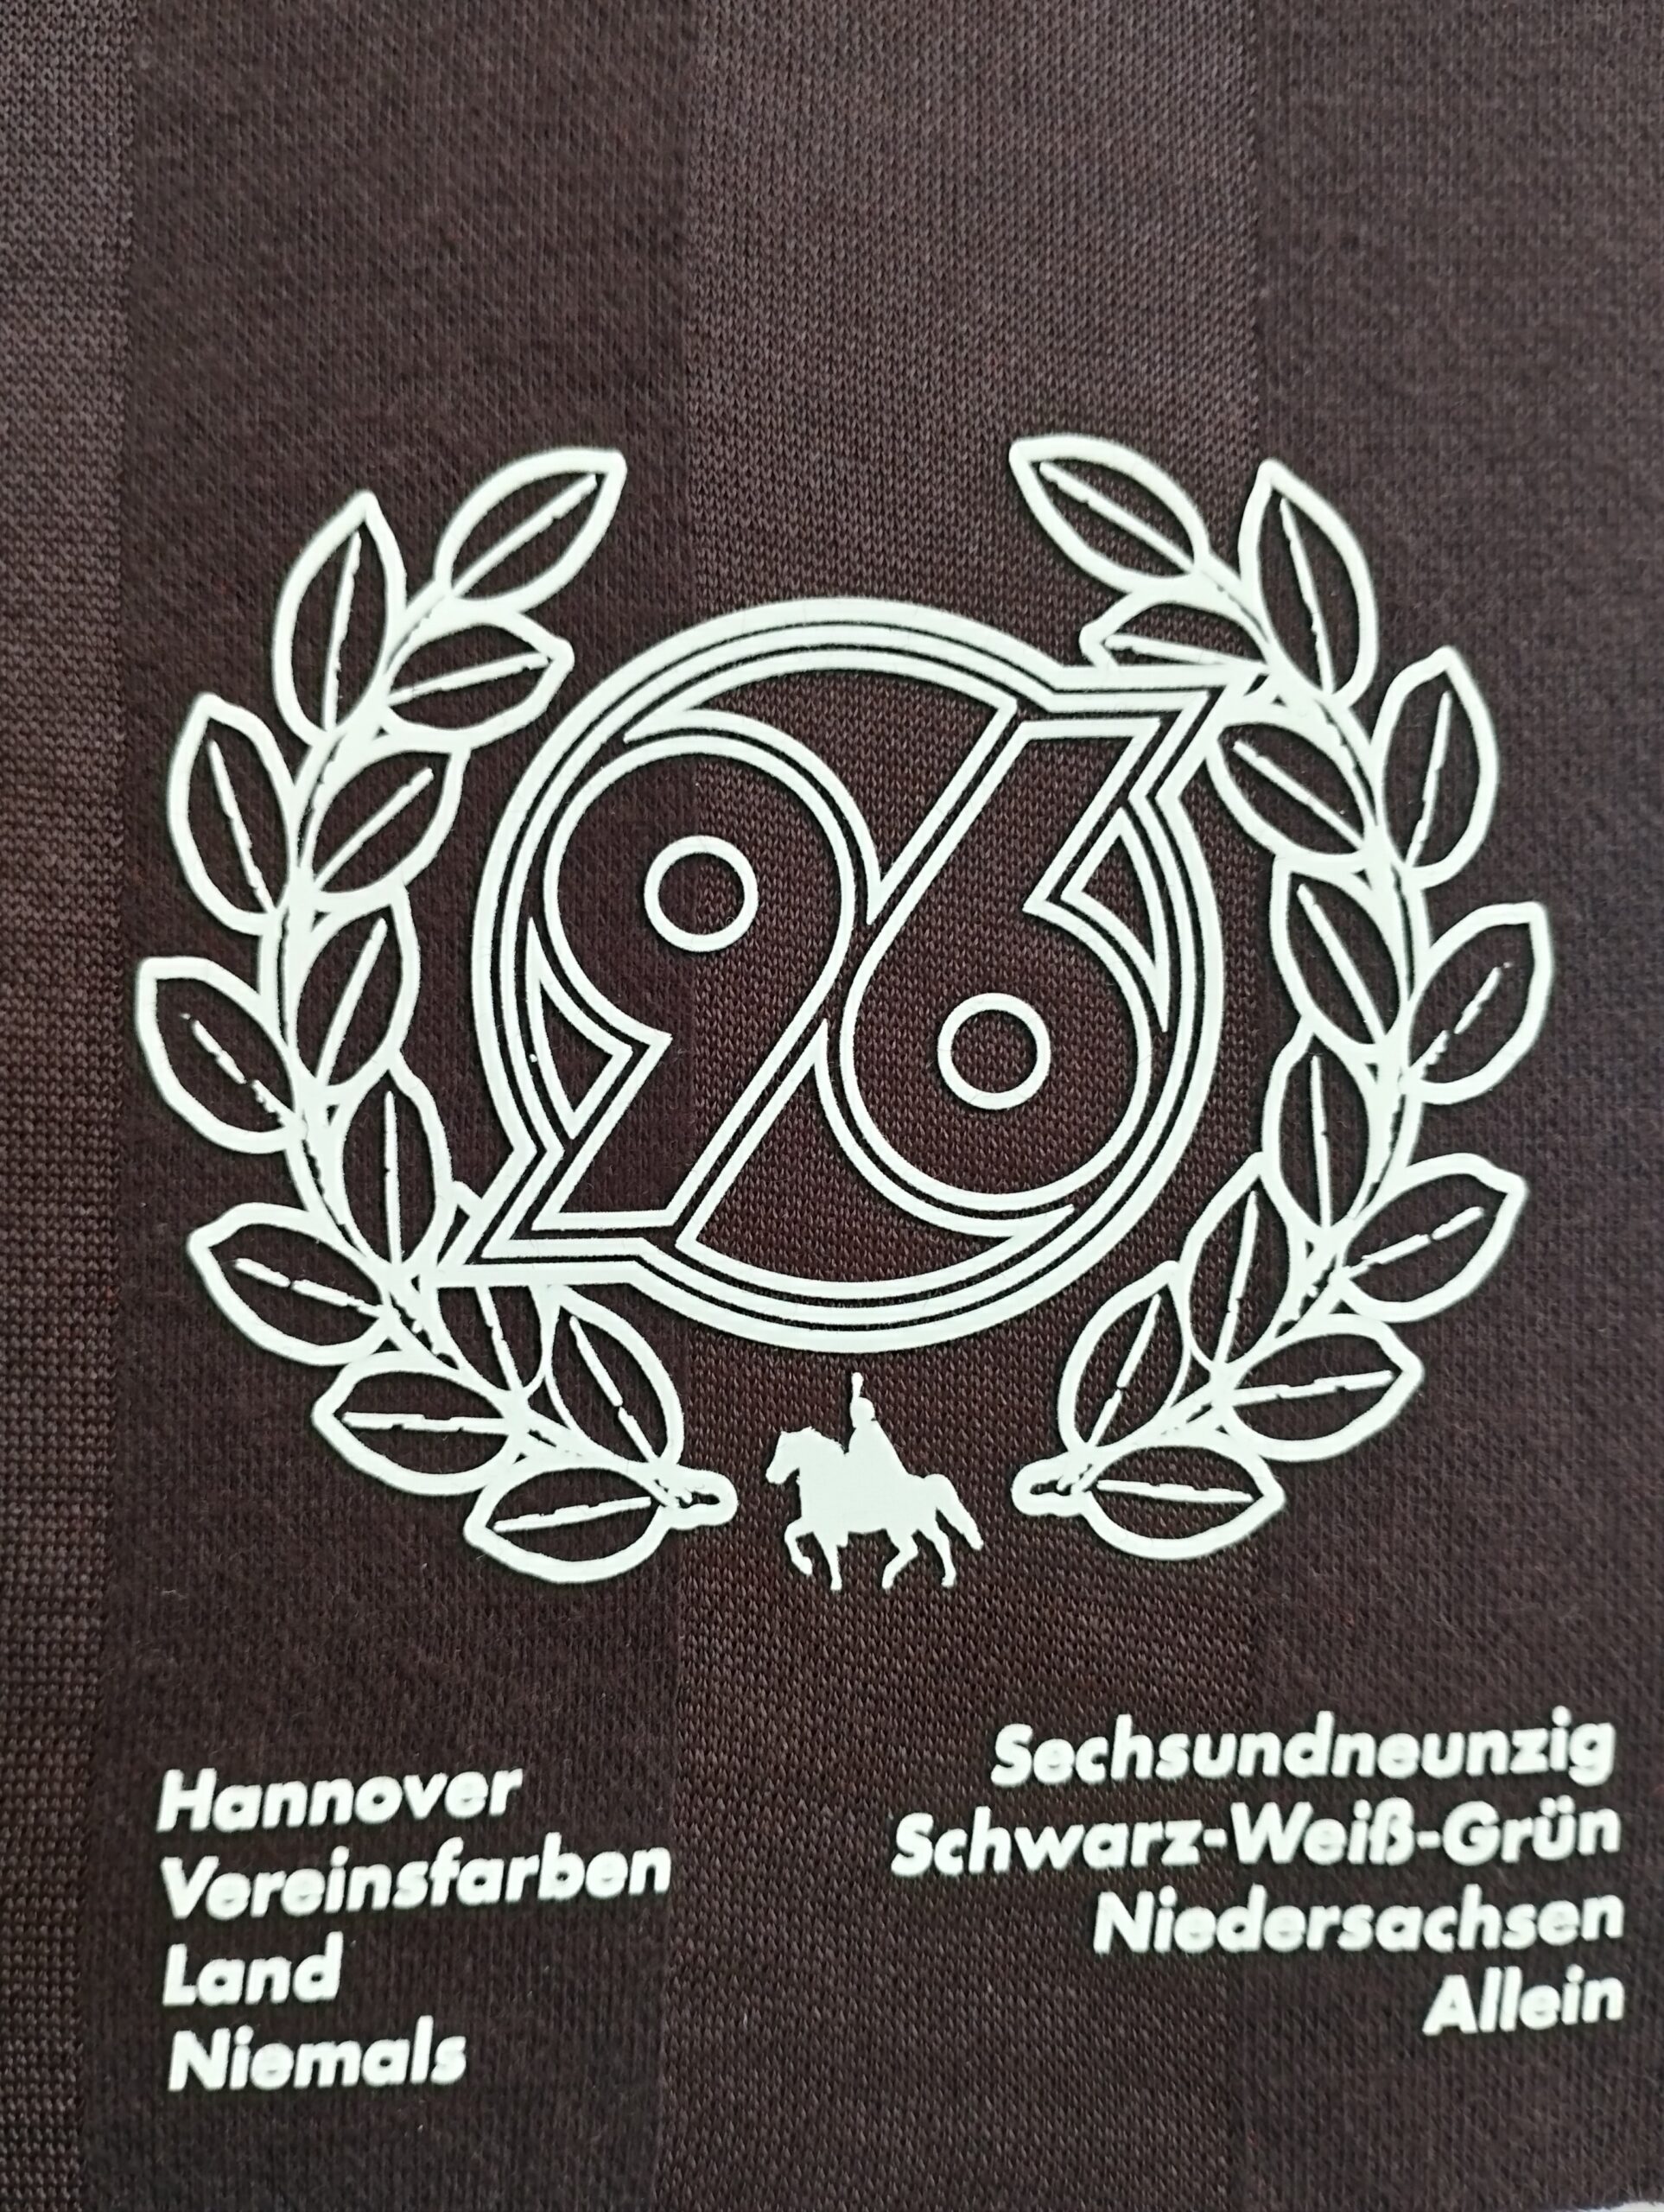 96
Hannover Sechsundneunzig
Vereinsfarben Schwarz-Weiß-Grün
Land Niedersachsen
Niemals Allein